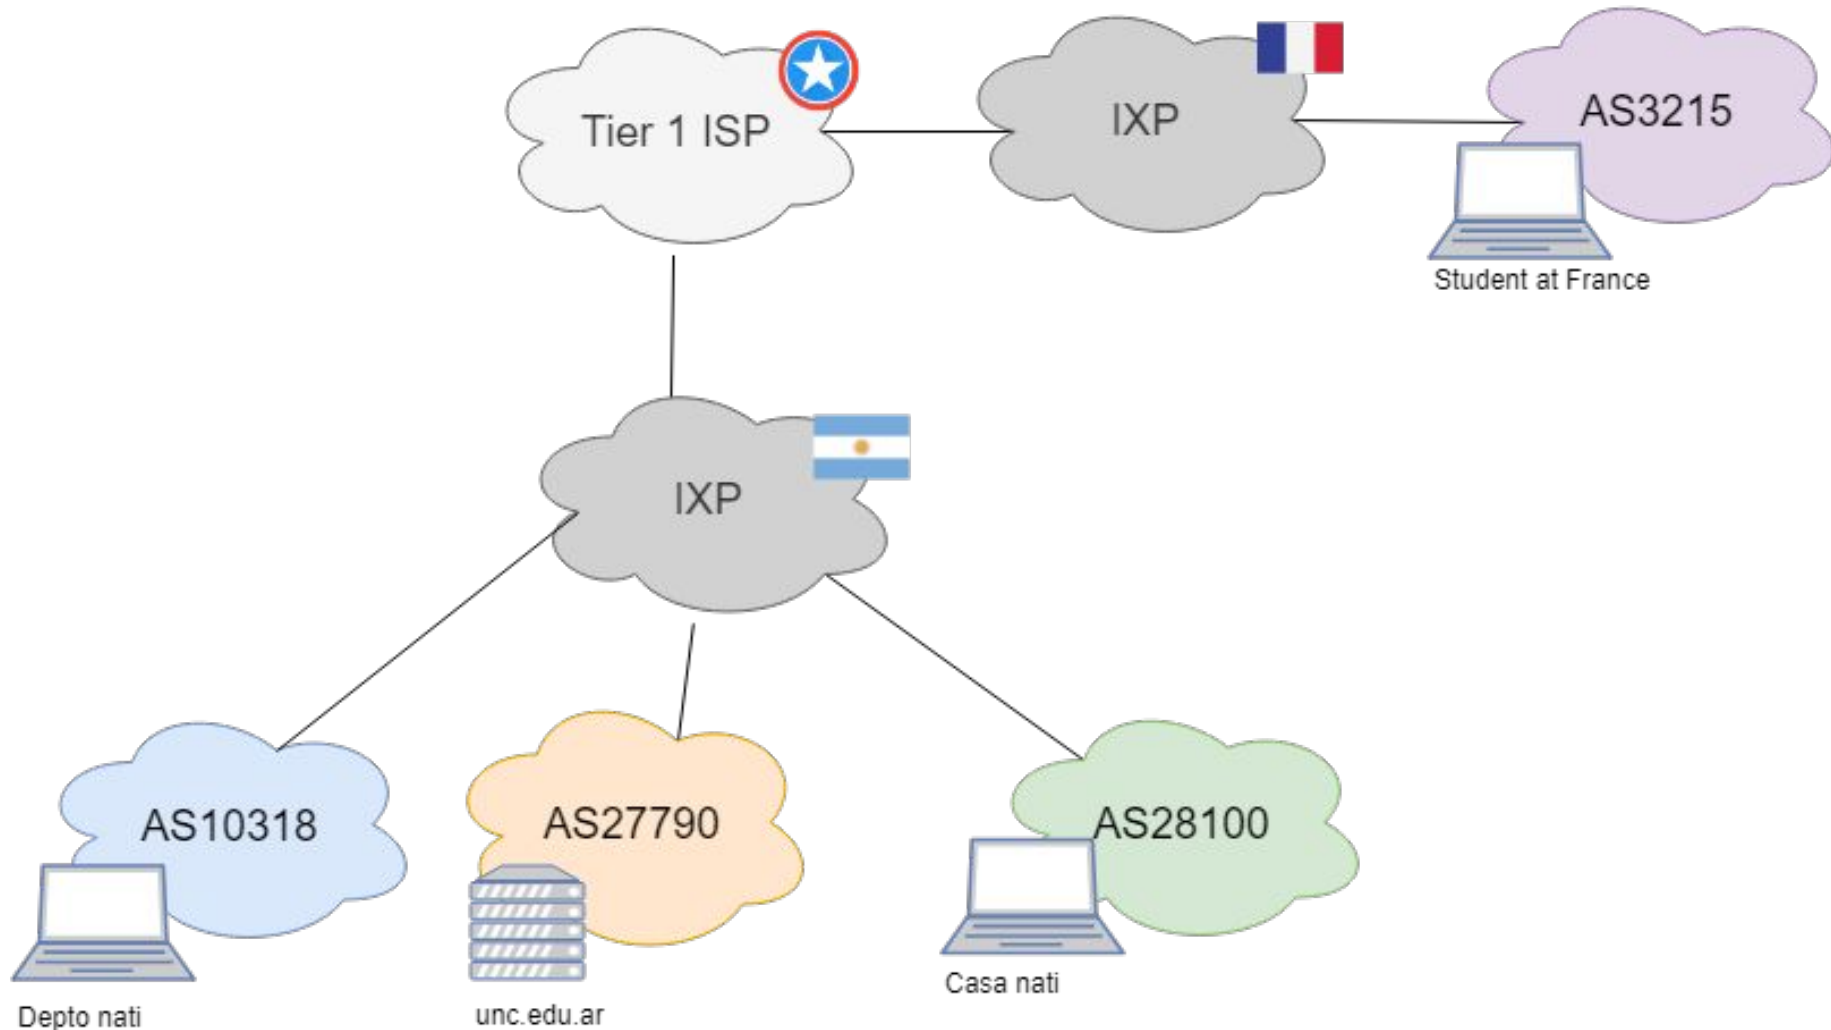 Tier 1 ISP
IXP
AS3215
Student at France
IXP
AS10318
AS27790
AS28100
Depto nati
unc.edu.ar
Casa nati